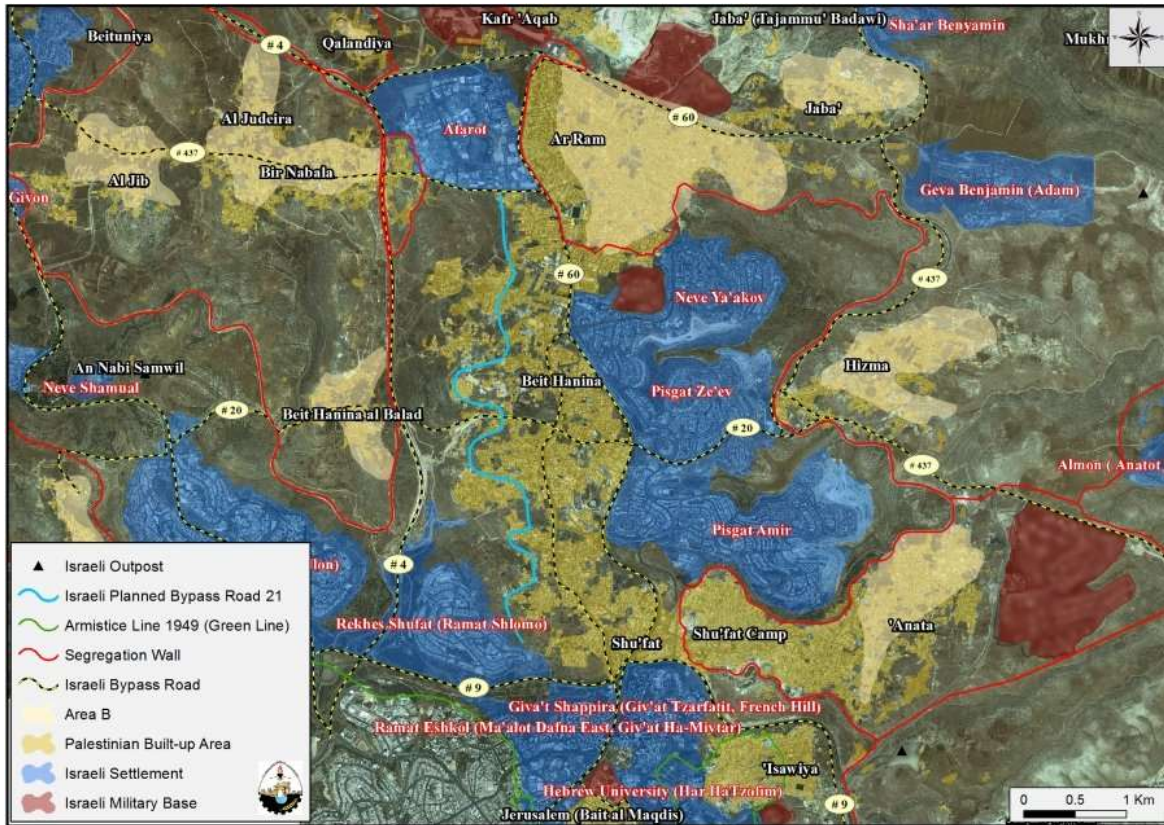 Kafr 'Aqab
Jaba' (Tajammu' Badawi)
Sha'ar Benyamin
Beituniya
# 4
Qalandiya
Al Judeira
Atarot
Ar Ram
# 60
Jaba'
# 437
Al Jib
Bir Nabala
Givon
Geva Benjamin (Adam)
# 60
Neve Ya'akov
# 437
An Nabi Samwil
Neve Shamual
Beit Hanina
Pisgat Ze'ev
Hizma
# 20
Beit Hanina al Balad
# 20
# 437
Almon ( Anatot
Pisgat Amir
# 4
Rekhes Shufat (Ramat Shlomo)
Shu'fat
Shu'fat Camp
'Anata
# 9
Giva't Shappira (Giv'at Tzarfatit, French Hill)
Ramat Eshkol (Ma'alot Dafna East, Giv'at Ha-Mivtar)
'Isawiya
Hebrew University (Har HaTzofim)
Jerusalem (Bait al Maqdis)
# 9
Israeli Outpost
Israeli Planned Bypass Road 21
Armistice Line 1949 (Green Line)
Segregation Wall
Israeli Bypass Road
Area B
Palestinian Built-up Area
Israeli Settlement
Israeli Military Base
0 0.5 1 Km